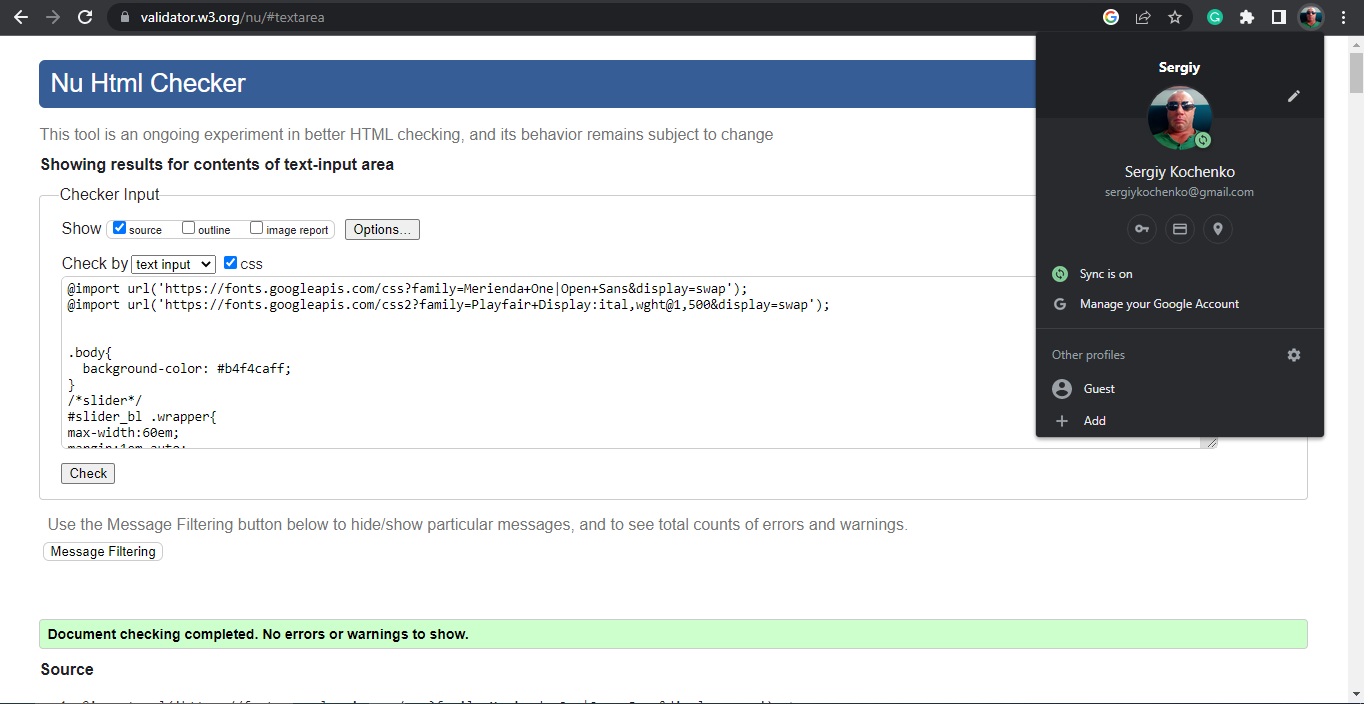 validator.w3.org/nu/#textarea
Nu Html Checker
This tool is an ongoing experiment in better HTML checking, and its behavior remains subject to change
Showing results for contents of text-input area
Checker Input
Show source outline image report Options...
Check by text input css
@import url('https://fonts.googleapis.com/css?family=Merienda+One|Open+Sans&display=swap');
@import url('https://fonts.googleapis.com/css2?family=Playfair+Display:ital,wght@1,500&display=swap');
.body{
background-color: #b4f4caff;
}
/*slider*/
#slider_bl .wrapper{
max-width:60em;
margin:1em auto;
Check
Use the Message Filtering button below to hide/show particular messages, and to see total counts of errors and warnings.
Message Filtering
Document checking completed. No errors or warnings to show.
Source
Sergiy
Sergiy Kochenko
sergiykochenko@gmail.com
Sync is on
Manage your Google Account
Other profiles
Guest
Add